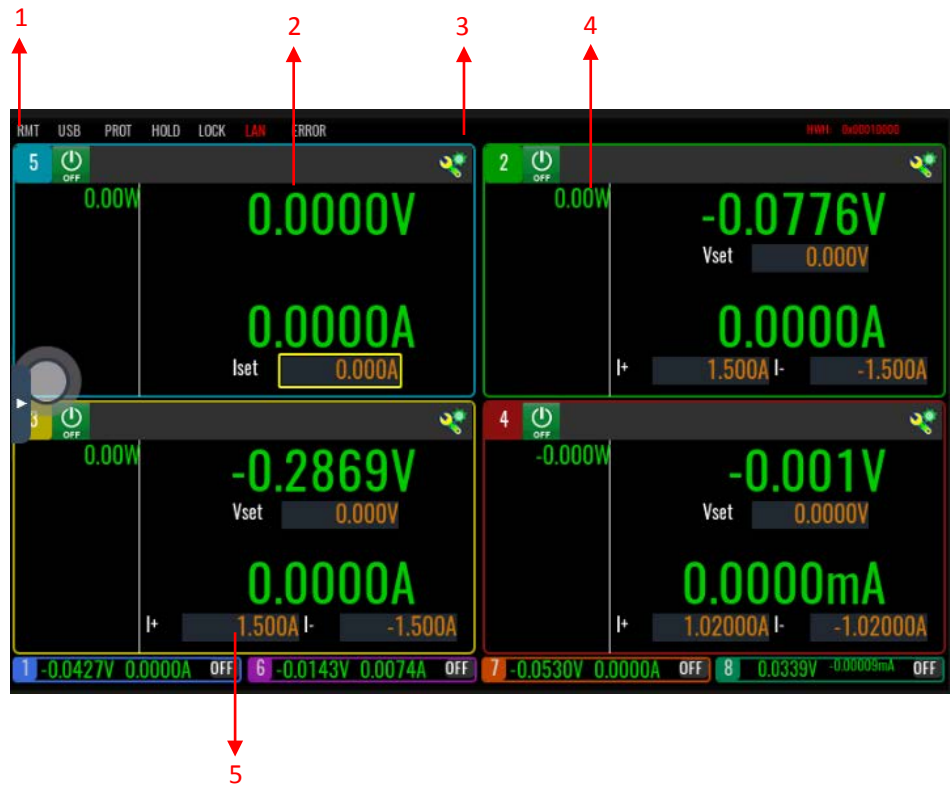 1 2 3 4
RMT USB PROT HOLD LOCK LAN ERROR HWH: 0x00010000
5 OFF 2 OFF
0.00W 0.0000V 0.00W -0.0776V
Vset 0.000V
0.0000A 0.0000A
Iset 0.000A I+ 1.500A I- -1.500A
3 OFF 4 OFF
0.00W -0.2869V -0.000W -0.001V
Vset 0.000V Vset 0.0000V
0.0000A 0.0000mA
I+ 1.500A I- -1.500A I+ 1.02000A I- -1.02000A
1 -0.0427V 0.0000A OFF 6 -0.0143V 0.0074A OFF 7 -0.0530V 0.0000A OFF 8 0.0339V -0.00009mA OFF
5